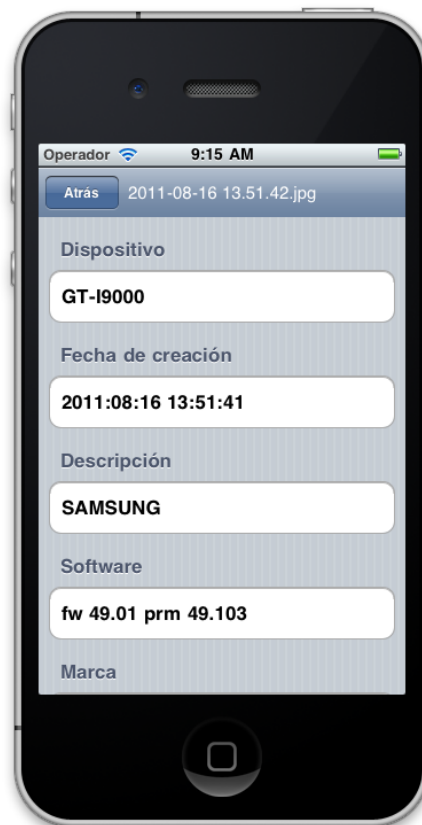 Operador 9:15 AM
Atrás 2011-08-16 13.51.42.jpg
Dispositivo
GT-I9000
Fecha de creación
2011:08:16 13:51:41
Descripción
SAMSUNG
Software
fw 49.01 prm 49.103
Marca